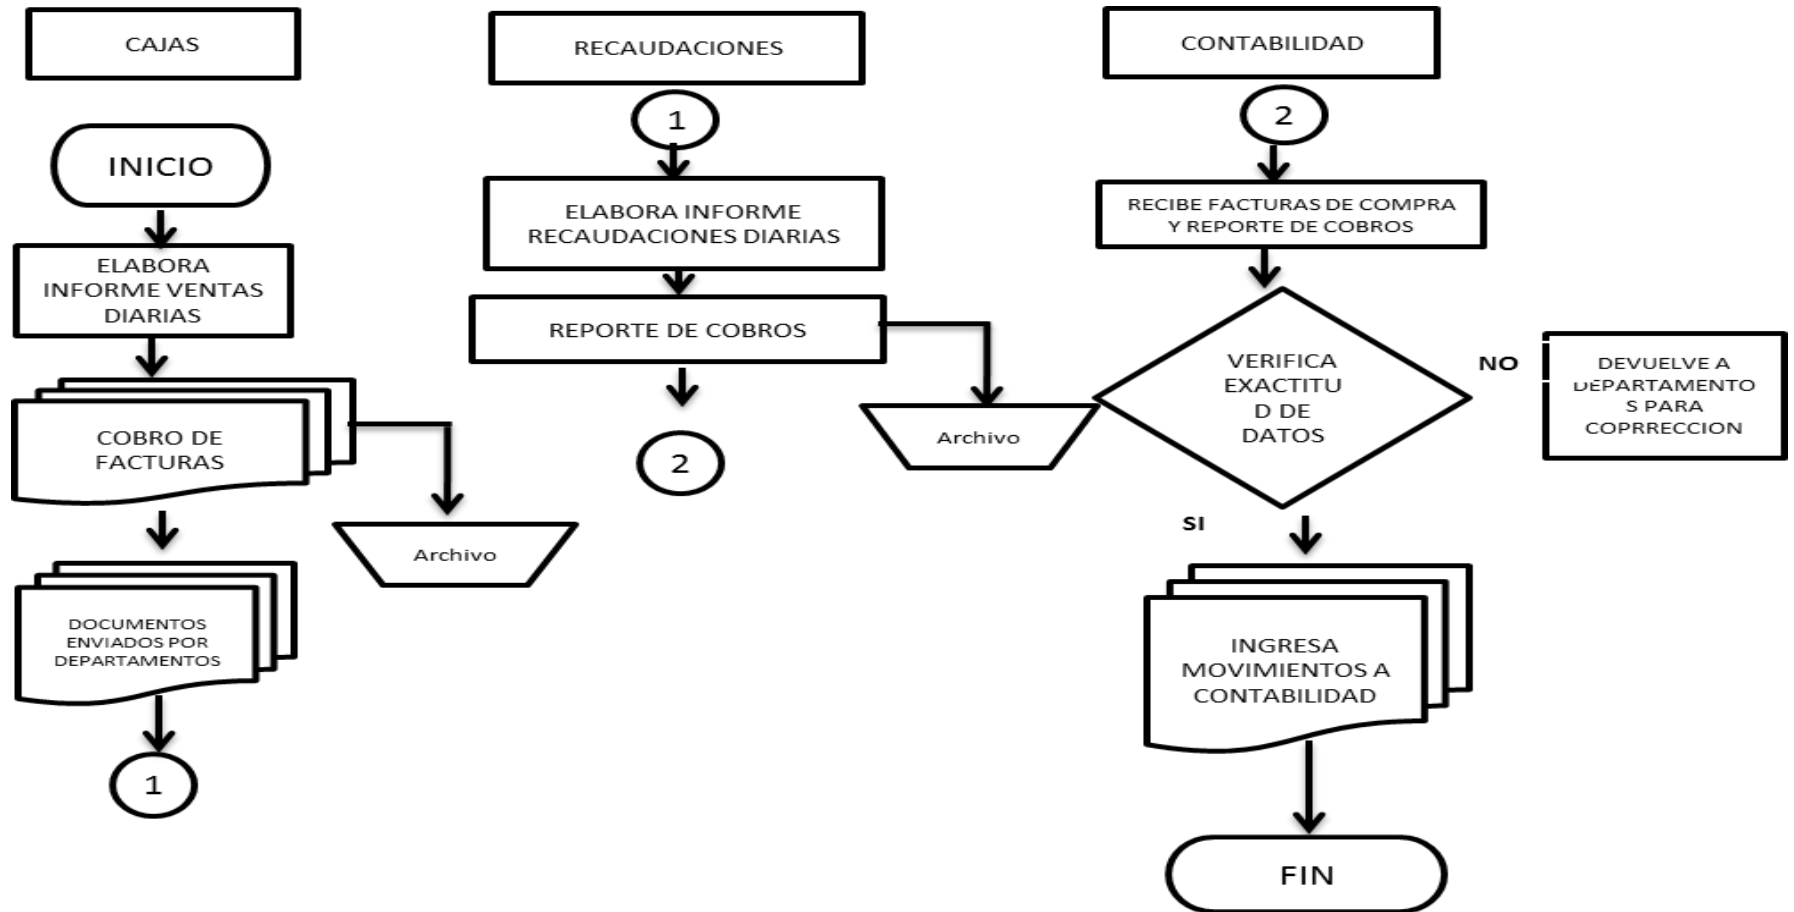 CAJAS
INICIO
ELABORA
INFORME VENTAS
DIARIAS
COBRO DE
FACTURAS
Archivo
DOCUMENTOS
ENVIADOS POR
DEPARTAMENTOS
1
RECAUDACIONES
1
ELABORA INFORME
RECAUDACIONES DIARIAS
REPORTE DE COBROS
Archivo
2
CONTABILIDAD
2
RECIBE FACTURAS DE COMPRA
Y REPORTE DE COBROS
VERIFICA
EXACTITU
D DE
DATOS
NO
DEVUELVE A
DEPARTAMENTO
S PARA
COPRRECCION
SI
INGRESA
MOVIMIENTOS A
CONTABILIDAD
FIN